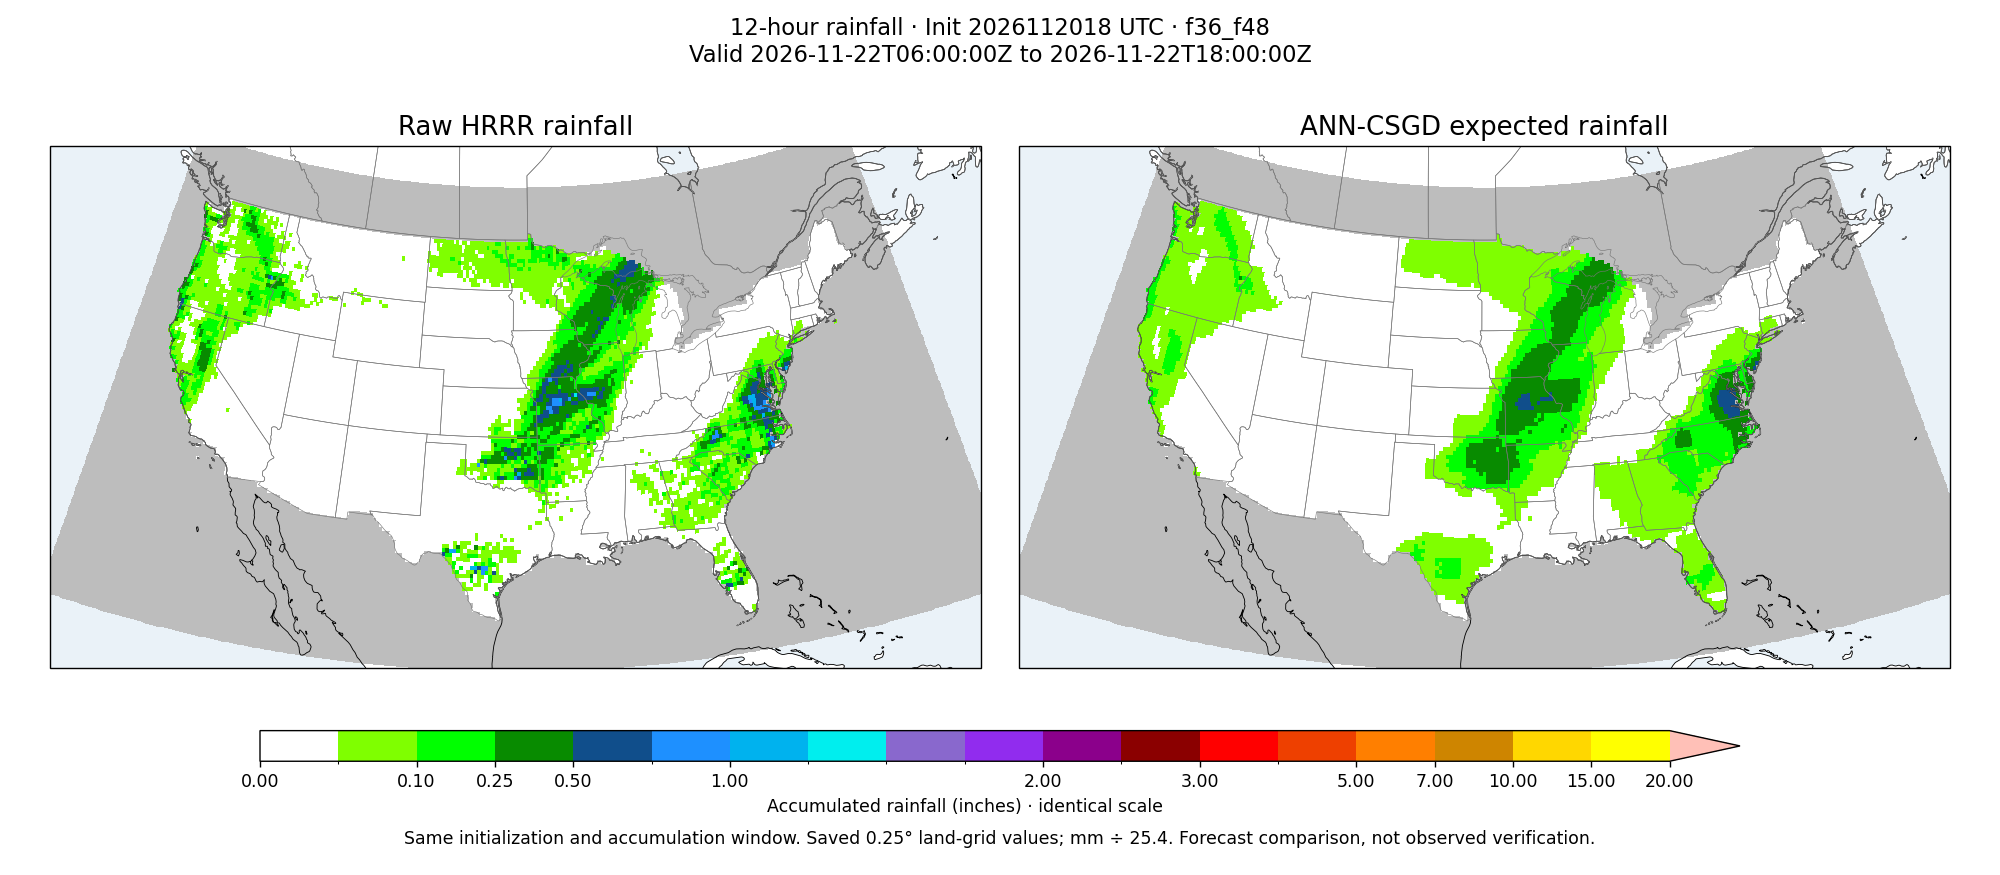 12-hour rainfall · Init 2026112018 UTC · f36_f48
Valid 2026-11-22T06:00:00Z to 2026-11-22T18:00:00Z
Raw HRRR rainfall
ANN-CSGD expected rainfall
0.00 0.10 0.25 0.50 1.00 2.00 3.00 5.00 7.00 10.00 15.00 20.00
Accumulated rainfall (inches) · identical scale
Same initialization and accumulation window. Saved 0.25° land-grid values; mm ÷ 25.4. Forecast comparison, not observed verification.